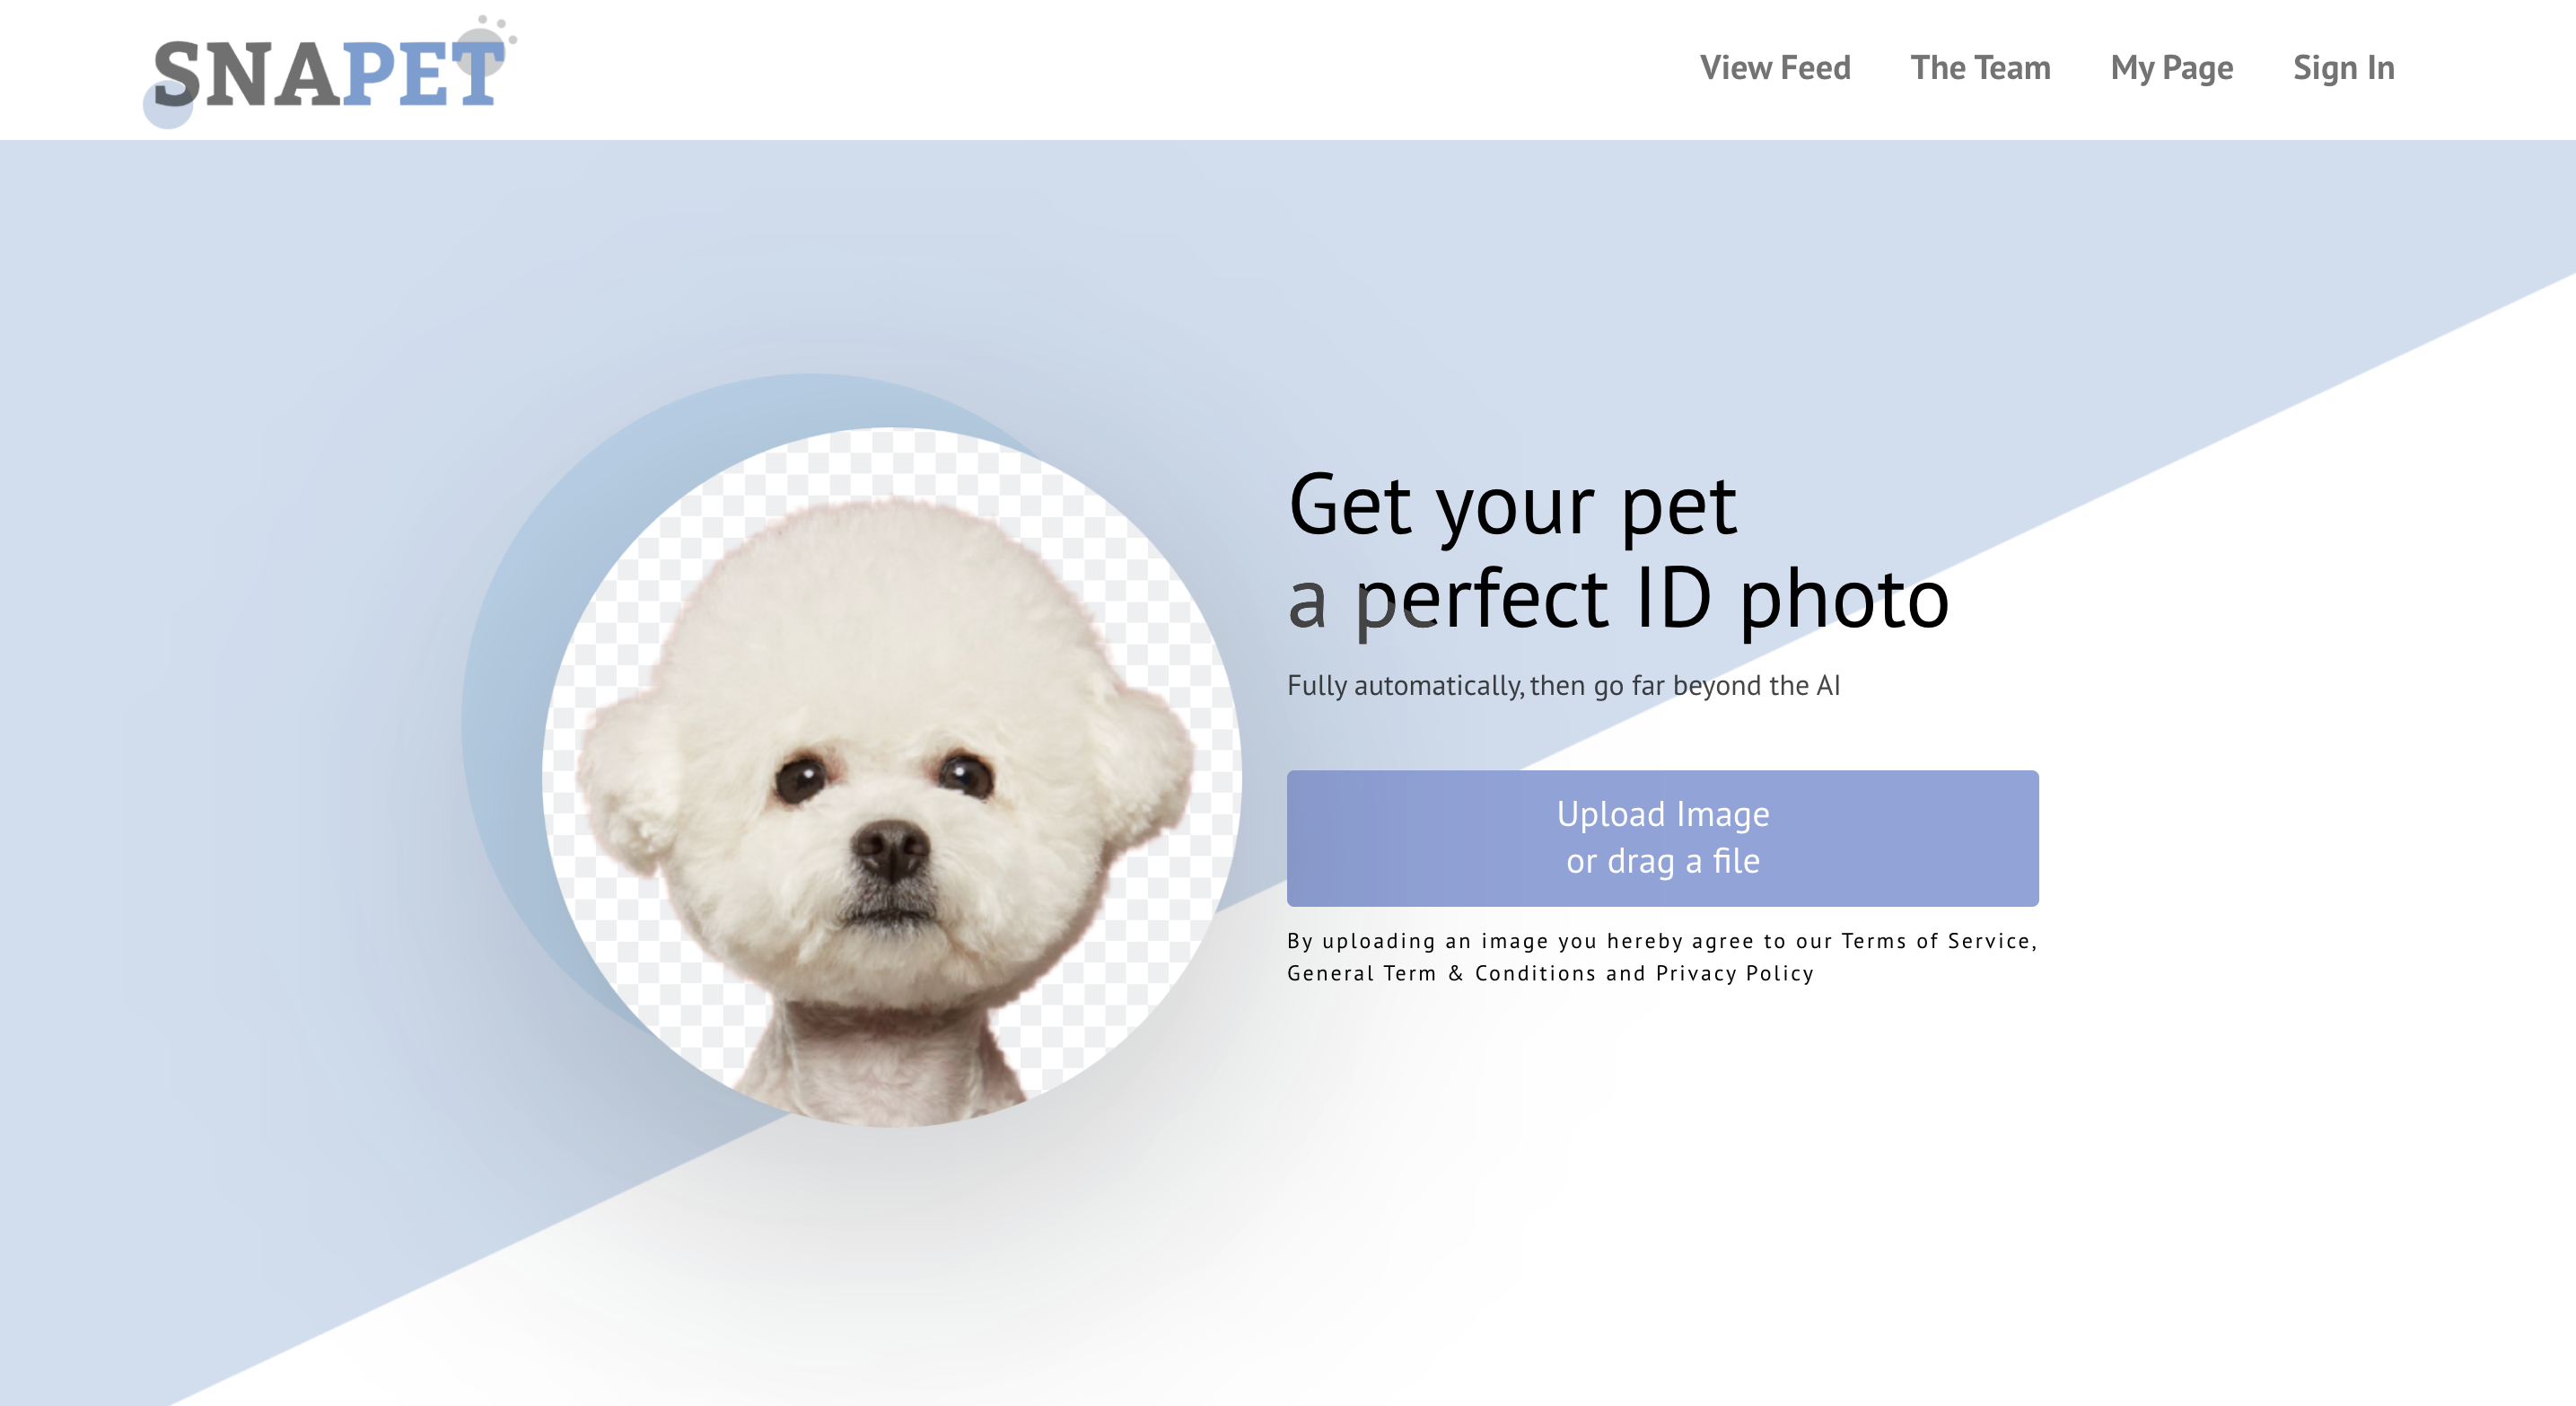 SNAPET
View Feed
The Team
My Page
Sign In
Get your pet
a perfect ID photo
Fully automatically, then go far beyond the AI
Upload Image
or drag a file
By uploading an image you hereby agree to our Terms of Service,
General Term & Conditions and Privacy Policy